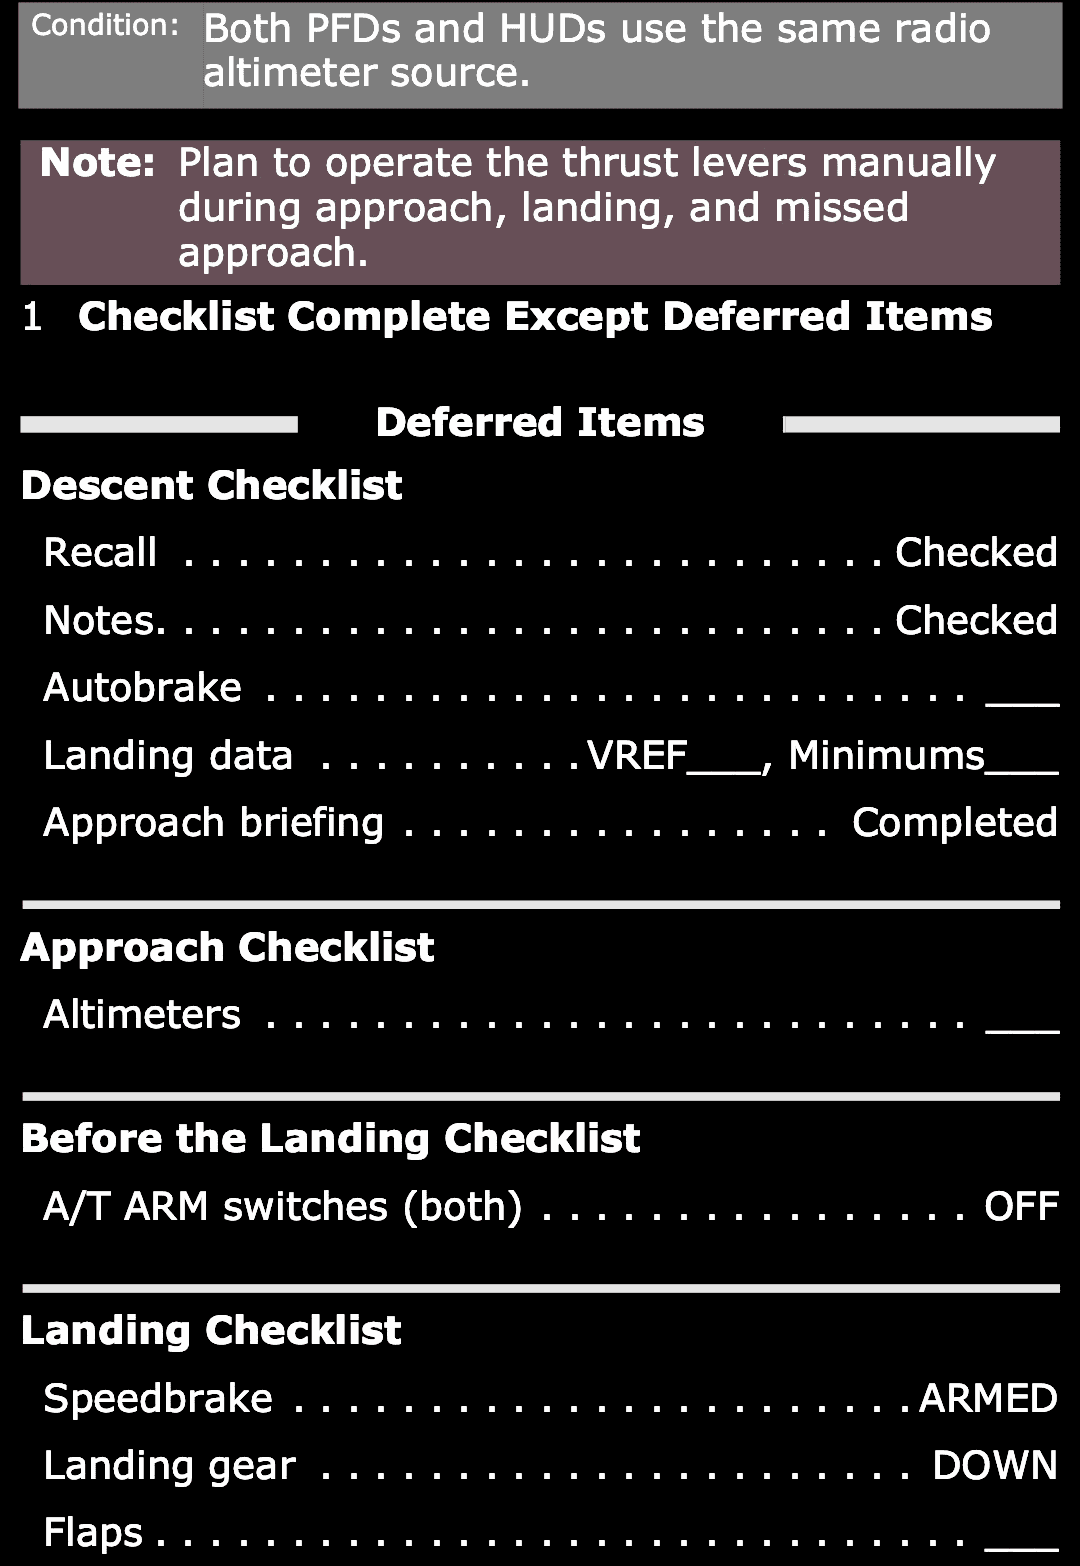 Condition: Both PFDs and HUDs use the same radio
altimeter source.
Note: Plan to operate the thrust levers manually
during approach, landing, and missed
approach.
1 Checklist Complete Except Deferred Items
Deferred Items
Descent Checklist
Recall . . . . . . . . . . . . . . . . . . . . . . . . . . Checked
Notes. . . . . . . . . . . . . . . . . . . . . . . . . . . Checked
Autobrake . . . . . . . . . . . . . . . . . . . . . . . . . . ___
Landing data . . . . . . . . . . VREF___, Minimums___
Approach briefing . . . . . . . . . . . . . . . . Completed
Approach Checklist
Altimeters . . . . . . . . . . . . . . . . . . . . . . . . . . ___
Before the Landing Checklist
A/T ARM switches (both) . . . . . . . . . . . . . . . . OFF
Landing Checklist
Speedbrake . . . . . . . . . . . . . . . . . . . . . . . ARMED
Landing gear . . . . . . . . . . . . . . . . . . . . . . DOWN
Flaps . . . . . . . . . . . . . . . . . . . . . . . . . . . . . . ___